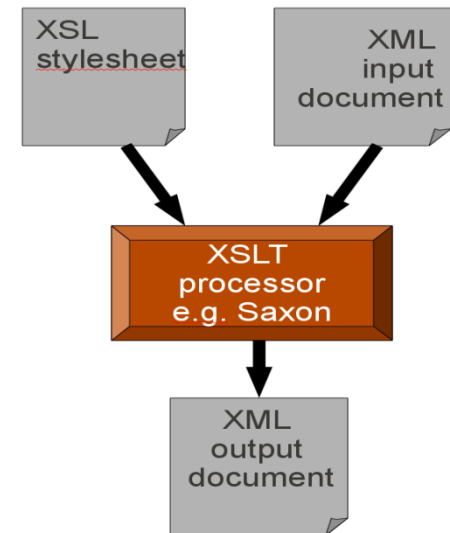 XSL
stylesheet
XML
input
document
XSLT
processor
e.g. Saxon
XML
output
document